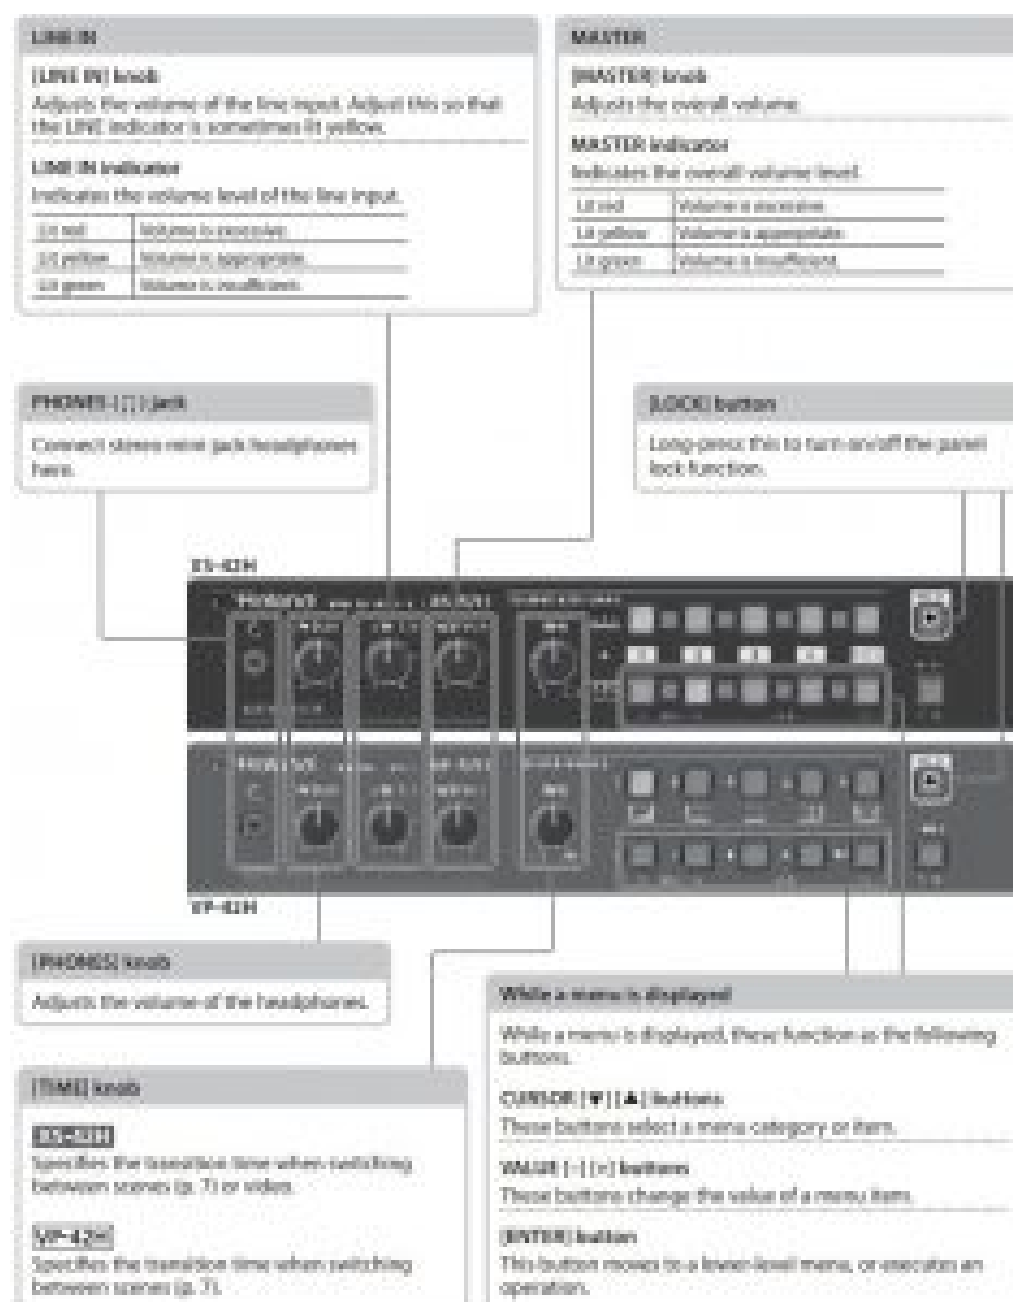 LINE IN
[LINE IN] knob
Adjusts the volume of the line input. Adjust this so that
the LINE indicator is sometimes lit yellow.
LINE IN indicator
Indicates the volume level of the line input.
Lit red Volume is excessive.
Lit yellow Volume is appropriate.
Lit green Volume is insufficient.
MASTER
[MASTER] knob
Adjusts the overall volume.
MASTER indicator
Indicates the overall volume level.
Lit red Volume is excessive.
Lit yellow Volume is appropriate.
Lit green Volume is insufficient.
PHONES jack
Connect stereo mini jack headphones
here.
[LOCK] button
Long-press this to turn on/off the panel
lock function.
XS-42H
Roland
VP-42H
[PHONES] knob
Adjusts the volume of the headphones.
[TIME] knob
XS-42H
Specifies the transition time when switching
between scenes (p. 7) or video.
VP-42H
Specifies the transition time when switching
between scenes (p. 7).
While a menu is displayed
While a menu is displayed, these function as the following
buttons.
CURSOR [▼] [▲] buttons
These buttons select a menu category or item.
VALUE [-] [+] buttons
These buttons change the value of a menu item.
[ENTER] button
This button moves to a lower-level menu, or executes an
operation.